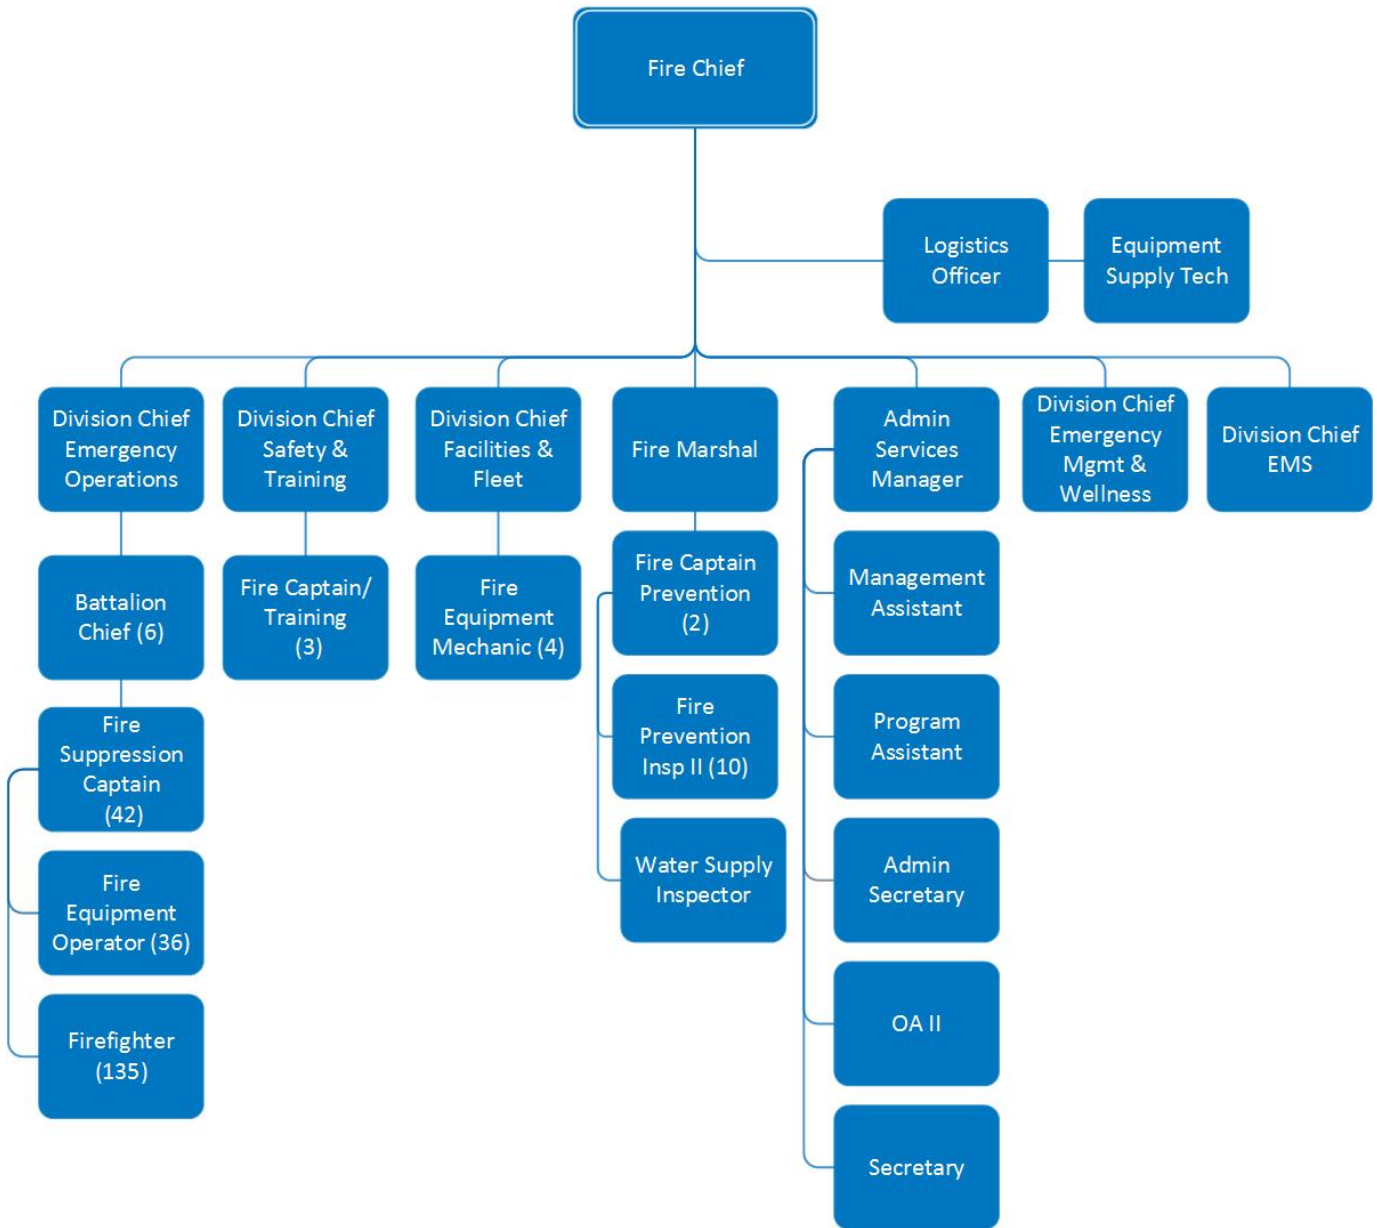 Fire Chief
Logistics
Officer
Equipment
Supply Tech
Division Chief
Emergency
Operations
Division Chief
Safety &
Training
Division Chief
Facilities &
Fleet
Fire Marshal
Admin
Services
Manager
Division Chief
Emergency
Mgmt &
Wellness
Division Chief
EMS
Battalion
Chief (6)
Fire Captain/
Training
(3)
Fire
Equipment
Mechanic (4)
Fire Captain
Prevention
(2)
Management
Assistant
Fire
Suppression
Captain
(42)
Fire
Prevention
Insp II (10)
Program
Assistant
Fire
Equipment
Operator (36)
Water Supply
Inspector
Admin
Secretary
Firefighter
(135)
OA II
Secretary